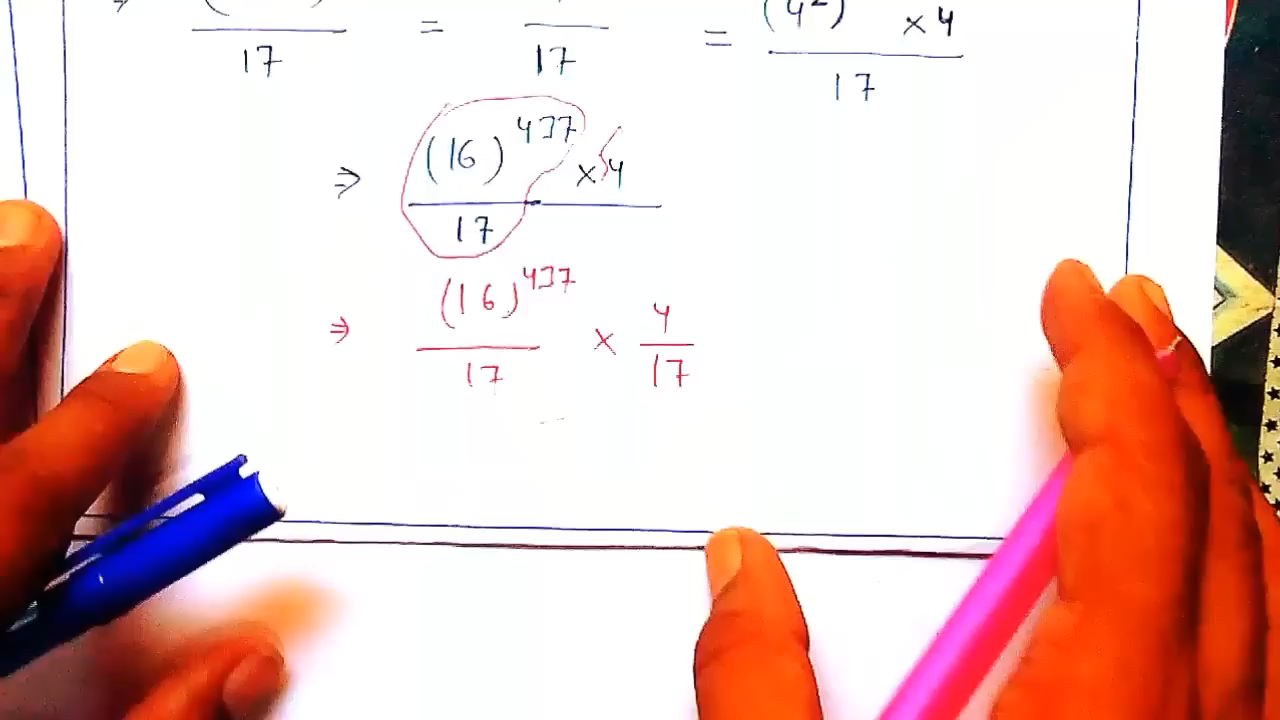 17 = 17 = (4²) × 4 / 17
⇒ (16)^437 × 4 / 17
⇒ (16)^437 / 17 × 4 / 17